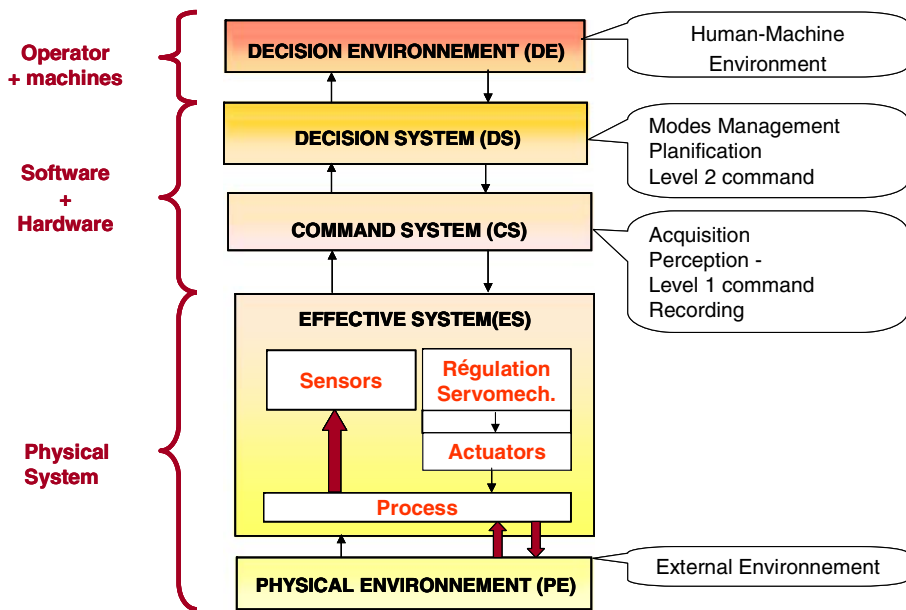 Operator
+ machines
DECISION ENVIRONNEMENT (DE)
Human-Machine
Environment
Software
+
Hardware
DECISION SYSTEM (DS)
Modes Management
Planification
Level 2 command
COMMAND SYSTEM (CS)
Acquisition
Perception -
Level 1 command
Recording
Physical
System
EFFECTIVE SYSTEM(ES)
Sensors
Régulation
Servomech.
Actuators
Process
PHYSICAL ENVIRONNEMENT (PE)
External Environnement